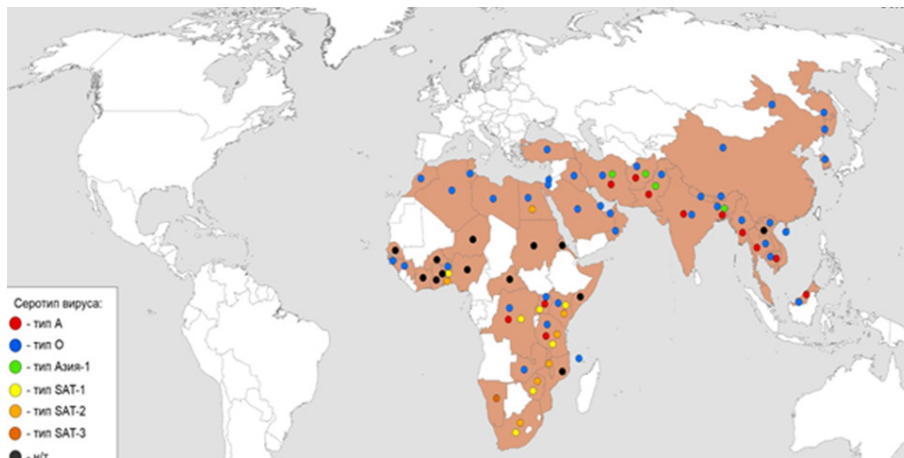 Серотип вируса:
- тип А
- тип О
- тип Азия-1
- тип SAT-1
- тип SAT-2
- тип SAT-3
- н/т